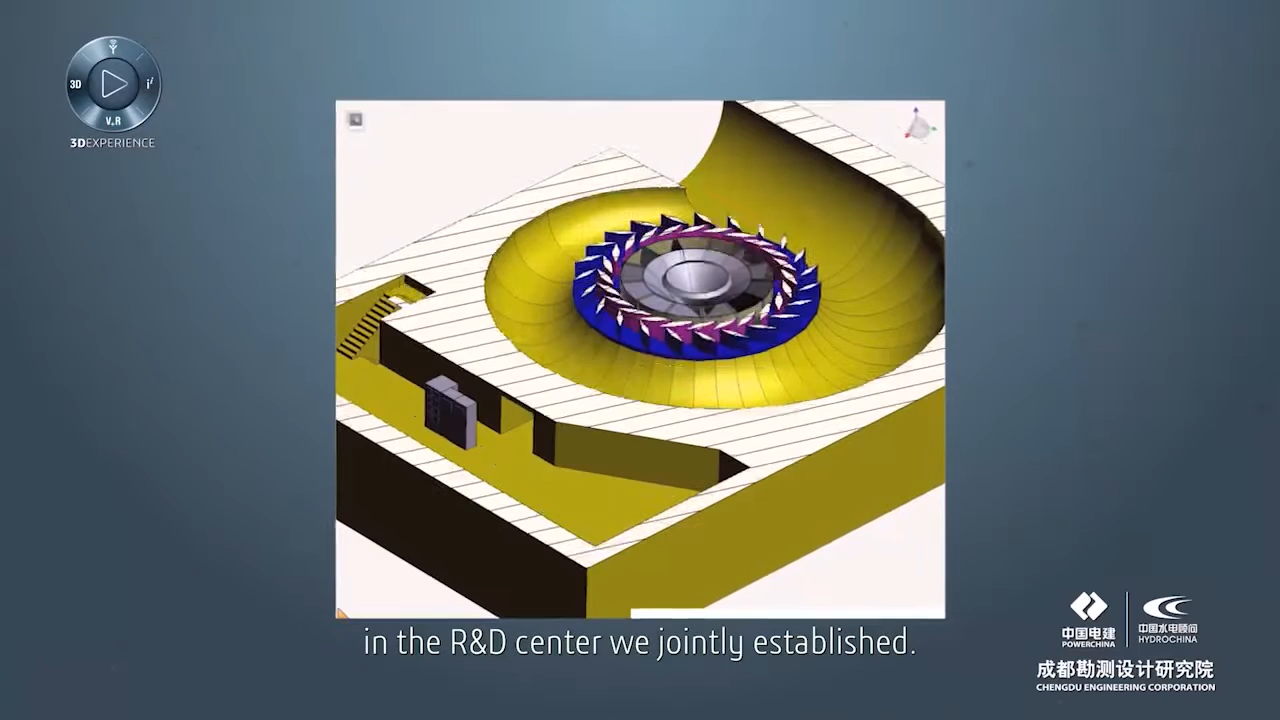 3D
i²
V.R
3DEXPERIENCE
in the R&D center we jointly established.
中国电建
POWERCHINA
中国水电顾问
HYDROCHINA
成都勘测设计研究院
CHENGDU ENGINEERING CORPORATION